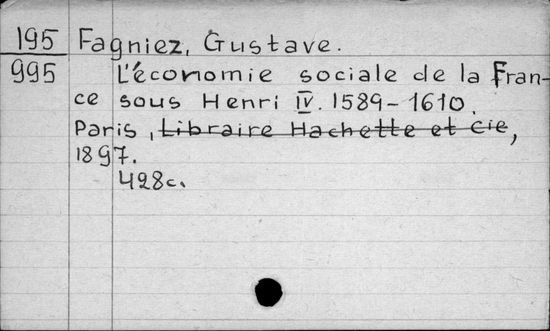 195 Fagniez, Gustave.
995 L'économie sociale de la Fran-
ce sous Henri IV. 1589-1610.
Paris, Libraire Hachette et Cie,
1897.
428c.